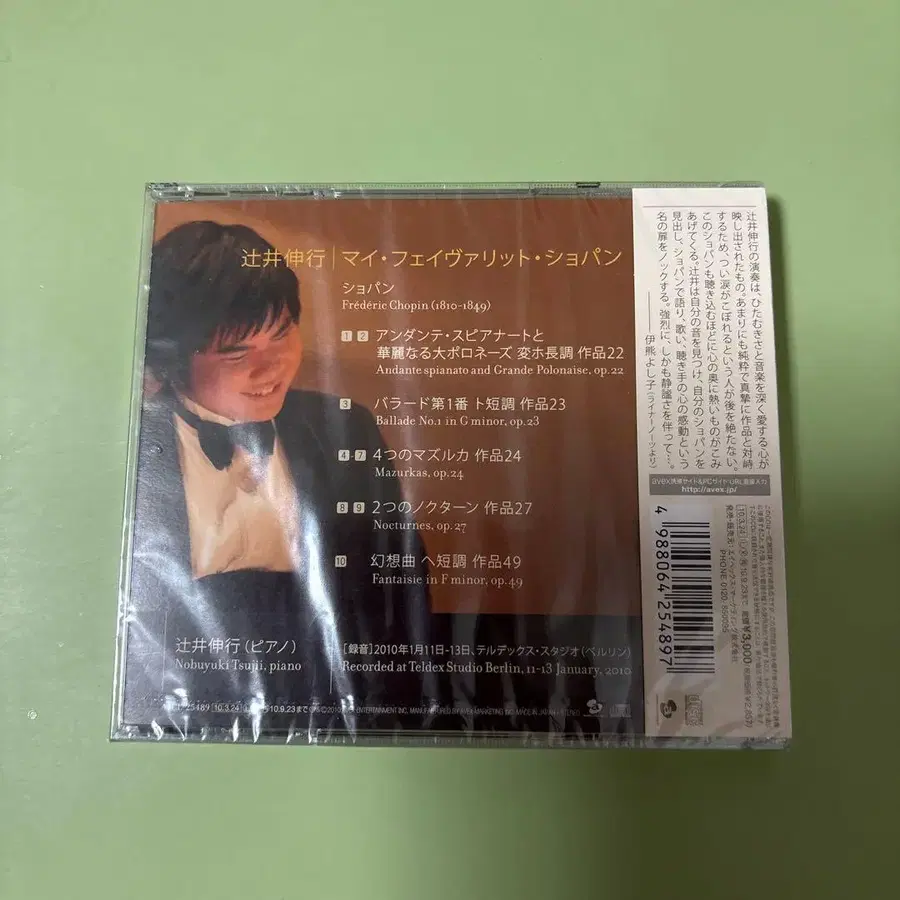 辻井伸行|マイ・フェイヴァリット・ショパン
ショパン
Frédéric Chopin (1810-1849)
1 2 アンダンテ・スピアナートと
華麗なる大ポロネーズ 変ホ長調 作品22
Andante spianato and Grande Polonaise, op.22
3 バラード第1番 ト短調 作品23
Ballade No.1 in G minor, op.23
4-7 4つのマズルカ 作品24
Mazurkas, op.24
8 9 2つのノクターン 作品27
Nocturnes, op.27
10 幻想曲 ヘ短調 作品49
Fantaisie in F minor, op.49
辻井伸行(ピアノ)
Nobuyuki Tsujii, piano
[録音]2010年1月11日-13日、テルデックス・スタジオ(ベルリン)
Recorded at Teldex Studio Berlin, 11-13 January, 2010
25489 [10.3.24]
10.9.23まで
辻井伸行の演奏は、ひたむきさと音楽を深く愛する心が
映し出されたもの。あまりにも純粋で真摯に作品と対峙
するため、つい涙がこぼれるという人が後を絶たない。
このショパンも聴き込むほどに心の奥に熱いものがこみ
あげてくる。辻井は自分の音を見つけ、自分のショパンを
見出し、ショパンで語り、歌い、聴き手の心の感動という
名の扉をノックする。強烈に、しかも静謐さを伴って…。
伊熊よし子(ライナーノーツより)
http://avex.jp/
4988064254897
PHONE 0120-850095
¥3,000